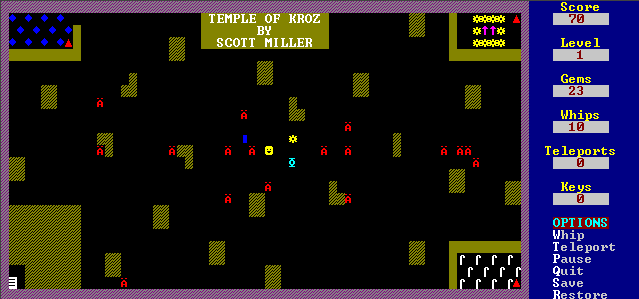 TEMPLE OF KROZ
BY
SCOTT MILLER
Score
70
Level
1
Gems
23
Whips
10
Teleports
0
Keys
0
OPTIONS
Whip
Teleport
Pause
Quit
Save
Restore